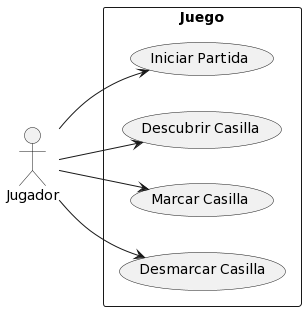 Juego
Iniciar Partida
Descubrir Casilla
Jugador
Marcar Casilla
Desmarcar Casilla